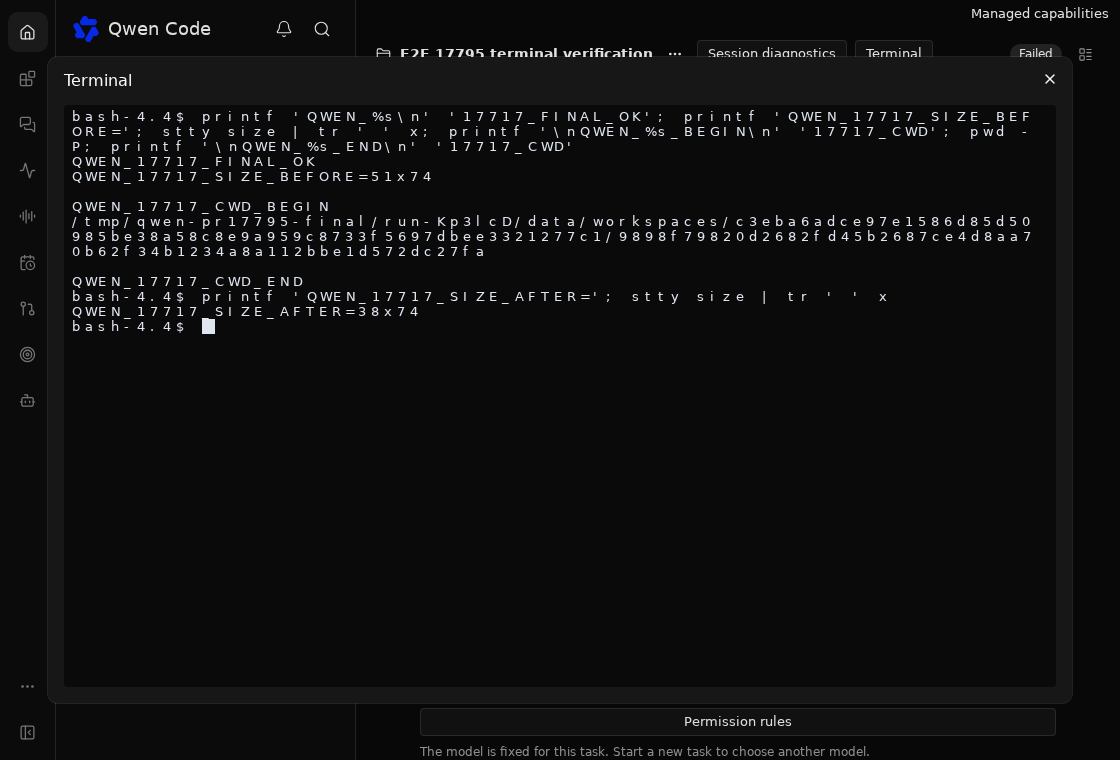 Managed capabilities
Qwen Code
E2E 17795 terminal verification
Session diagnostics
Terminal
Failed
Terminal
bash-4.4$ printf 'QWEN_%s\n' '17717_FINAL_OK'; printf 'QWEN_17717_SIZE_BEF
ORE='; stty size | tr ' ' x; printf '\nQWEN_%s_BEGIN\n' '17717_CWD'; pwd -
P; printf '\nQWEN_%s_END\n' '17717_CWD'
QWEN_17717_FINAL_OK
QWEN_17717_SIZE_BEFORE=51x74
QWEN_17717_CWD_BEGIN
/tmp/qwen-pr17795-final/run-Kp3lcD/data/workspaces/c3eba6adce97e1586d85d50
985be38a58c8e9a959c8733f5697dbee3321277c1/9898f79820d2682fd45b2687ce4d8aa7
0b62f34b1234a8a112bbe1d572dc27fa
QWEN_17717_CWD_END
bash-4.4$ printf 'QWEN_17717_SIZE_AFTER='; stty size | tr ' ' x
QWEN_17717_SIZE_AFTER=38x74
bash-4.4$
Permission rules
The model is fixed for this task. Start a new task to choose another model.